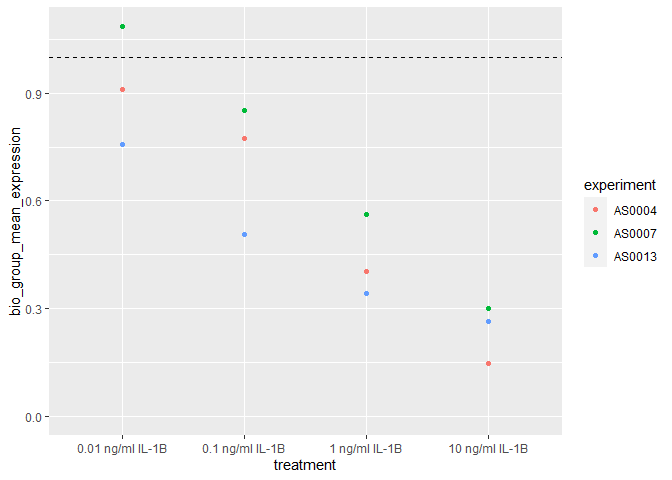 bio_group_mean_expression
0.9
0.6
0.3
0.0
0.01 ng/ml IL-1B
0.1 ng/ml IL-1B
1 ng/ml IL-1B
10 ng/ml IL-1B
treatment
experiment
AS0004
AS0007
AS0013